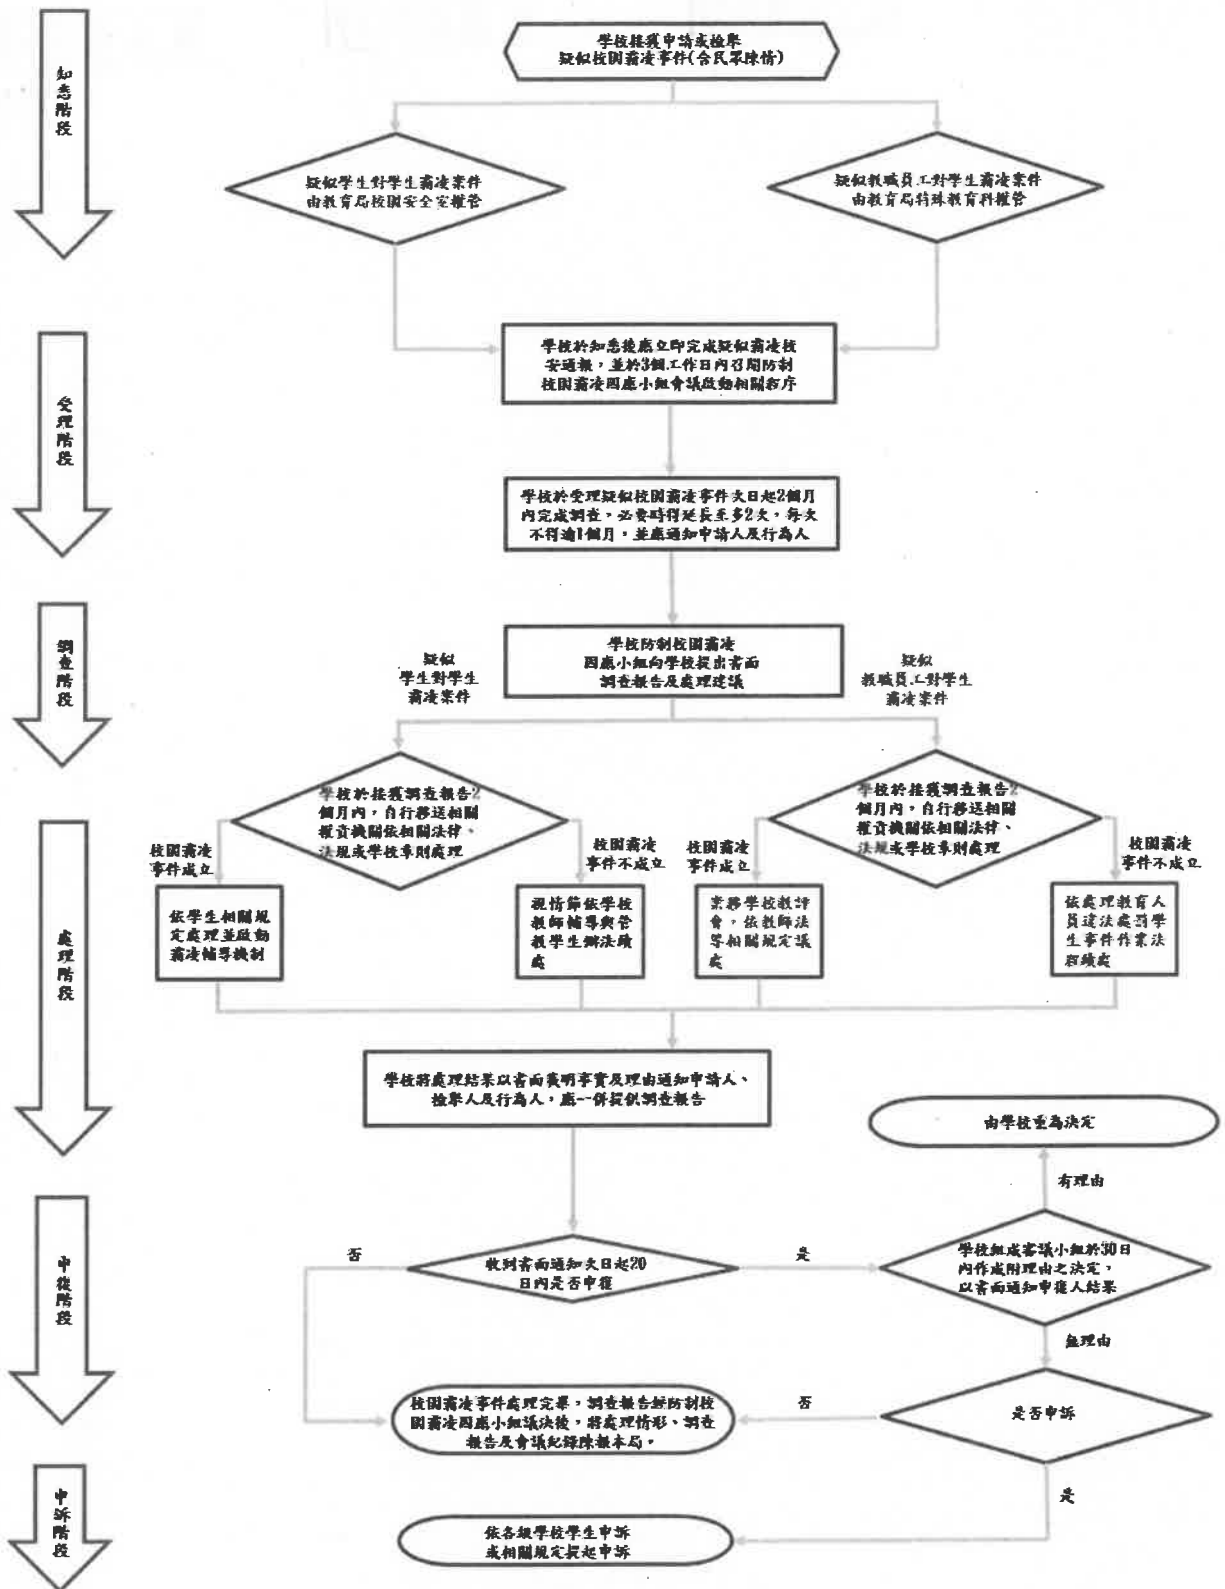 知悉階段
學校接獲申請或檢舉
疑似校園霸凌事件(含民眾陳情)
疑似學生對學生霸凌案件
由教育局校園安全室權管
疑似教職員工對學生霸凌案件
由教育局特殊教育科權管
受理階段
學校於知悉後應立即完成疑似霸凌校
安通報，並於3個工作日內召開防制
校園霸凌因應小組會議啟動相關程序
學校於受理疑似校園霸凌事件次日起2個月
內完成調查，必要時得延長至多2次，每次
不得逾1個月，並應通知申請人及行為人
調查階段
學校防制校園霸凌
因應小組向學校提出書面
調查報告及處理建議
疑似
學生對學生
霸凌案件
疑似
教職員工對學生
霸凌案件
處理階段
學校於接獲調查報告2
個月內，自行移送相關
權責機關依相關法律、
法規或學校章則處理
學校於接獲調查報告2
個月內，自行移送相關
權責機關依相關法律、
法規或學校章則處理
校園霸凌
事件成立
校園霸凌
事件不成立
校園霸凌
事件成立
校園霸凌
事件不成立
依學生相關規
定處理並啟動
霸凌輔導機制
視情節依學校
教師輔導與管
教學生辦法續
處
案移學校教評
會，依教師法
等相關規定議
處
依處理教育人
員違法處罰學
生事件作業法
程續處
學校將處理結果以書面載明事實及理由通知申請人、
檢舉人及行為人，應一併提供調查報告
由學校重為決定
有理由
申復階段
否
收到書面通知次日起20
日內是否申復
是
學校組成審議小組於30日
內作成附理由之決定，
以書面通知申復人結果
無理由
校園霸凌事件處理完畢，調查報告經防制校
園霸凌因應小組議決後，將處理情形、調查
報告及會議紀錄陳報本局。
否
是否申訴
是
申訴階段
依各級學校學生申訴
或相關規定提起申訴